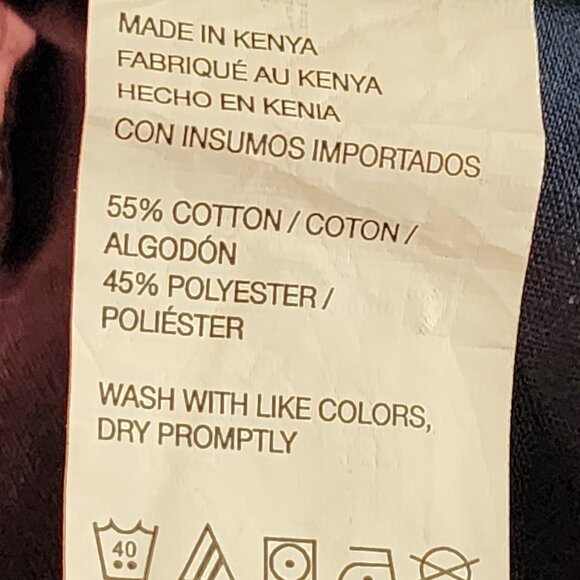 MADE IN KENYA
FABRIQUÉ AU KENYA
HECHO EN KENIA
CON INSUMOS IMPORTADOS
55% COTTON / COTON /
ALGODÓN
45% POLYESTER /
POLIÉSTER
WASH WITH LIKE COLORS,
DRY PROMPTLY
40